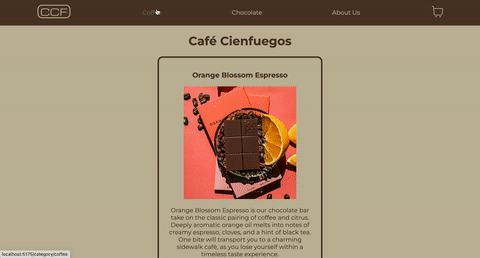 CCF
Coffee
Chocolate
About Us
Café Cienfuegos
Orange Blossom Espresso
Orange Blossom Espresso is our chocolate bar
take on the classic pairing of coffee and citrus.
Deeply aromatic orange oil melts into notes of
creamy espresso, cloves, and a hint of black tea.
One bite will transport you to a charming
sidewalk café, as you lose yourself within a
timeless taste experience.
localhost:5175/category/coffee